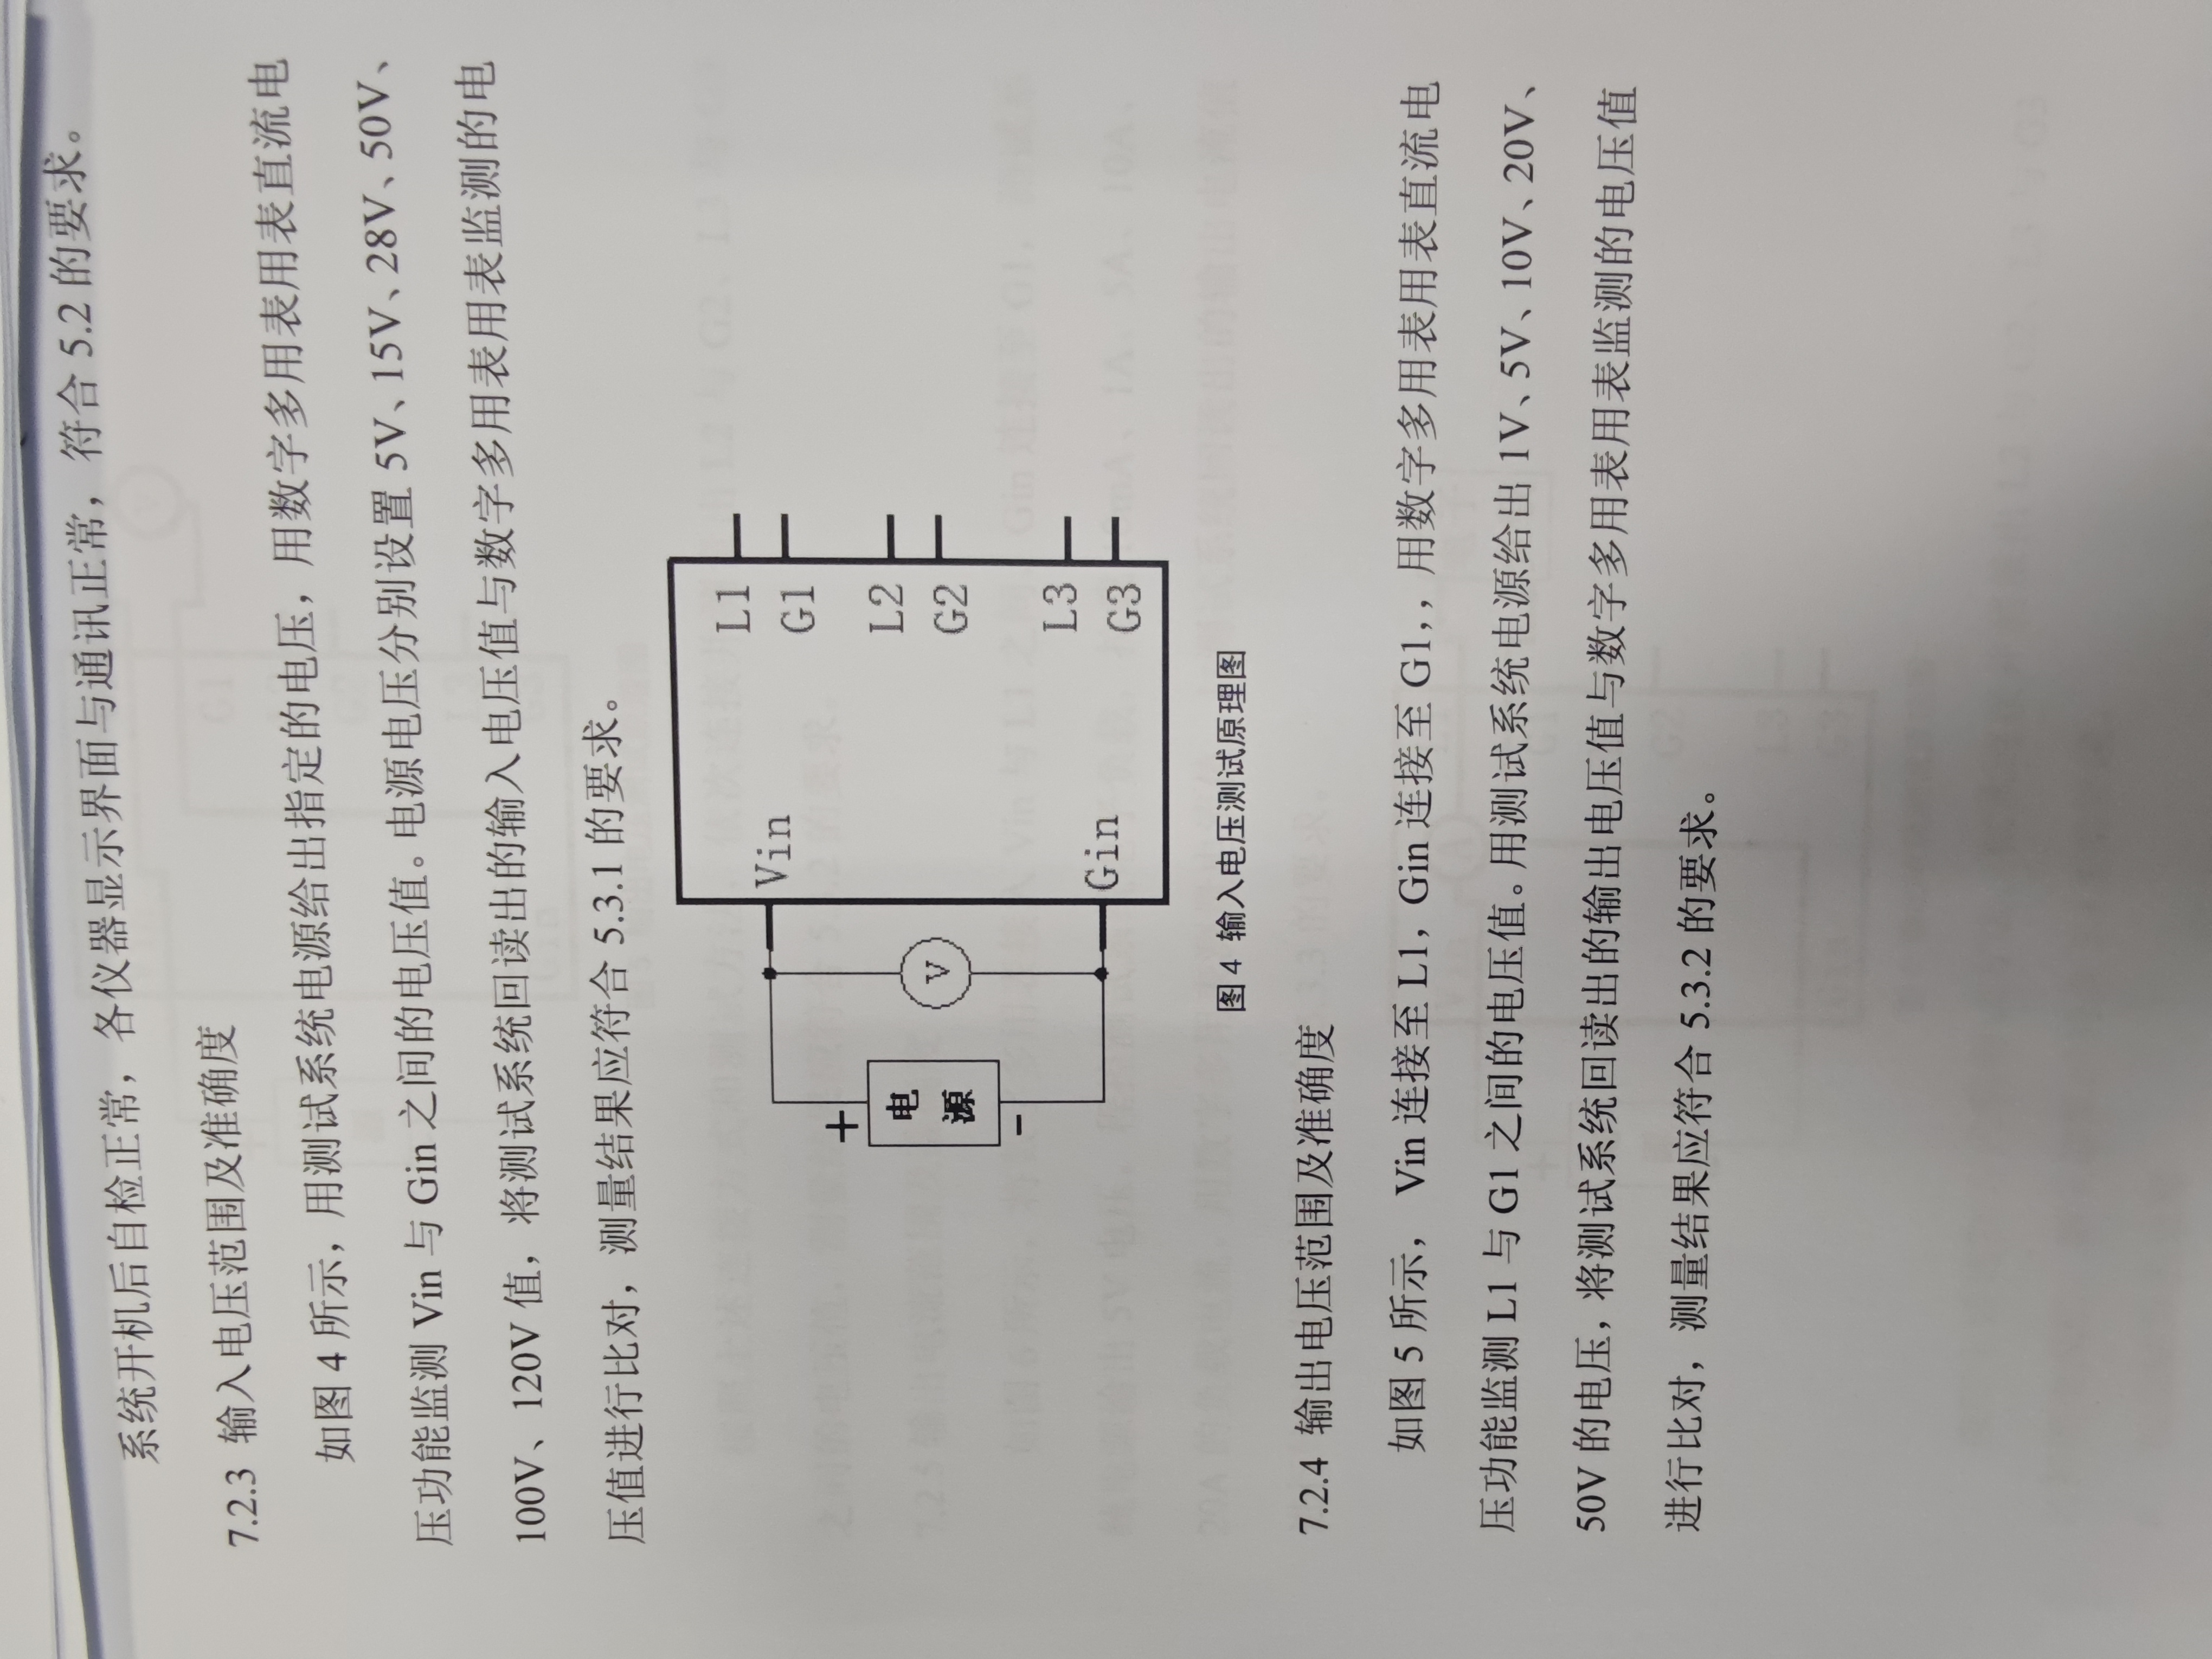 系统开机后自检正常，各仪器显示界面与通讯正常，符合 5.2 的要求。
7.2.3 输入电压范围及准确度
如图 4 所示，用测试系统电源给出指定的电压，用数字多用表用表直流电
压功能监测 Vin 与 Gin 之间的电压值。电源电压分别设置 5V、15V、28V、50V、
100V、120V 值，将测试系统回读出的输入电压值与数字多用表用表监测的电
压值进行比对，测量结果应符合 5.3.1 的要求。
L1
Vin
G1
+
电
源
V
-
L2
G2
L3
Gin
G3
图 4 输入电压测试原理图
7.2.4 输出电压范围及准确度
如图 5 所示， Vin 连接至 L1，Gin 连接至 G1，，用数字多用表用表直流电
压功能监测 L1 与 G1 之间的电压值。用测试系统电源给出 1V、5V、10V、20V、
50V 的电压，将测试系统回读出的输出电压值与数字多用表用表监测的电压值
进行比对，测量结果应符合 5.3.2 的要求。